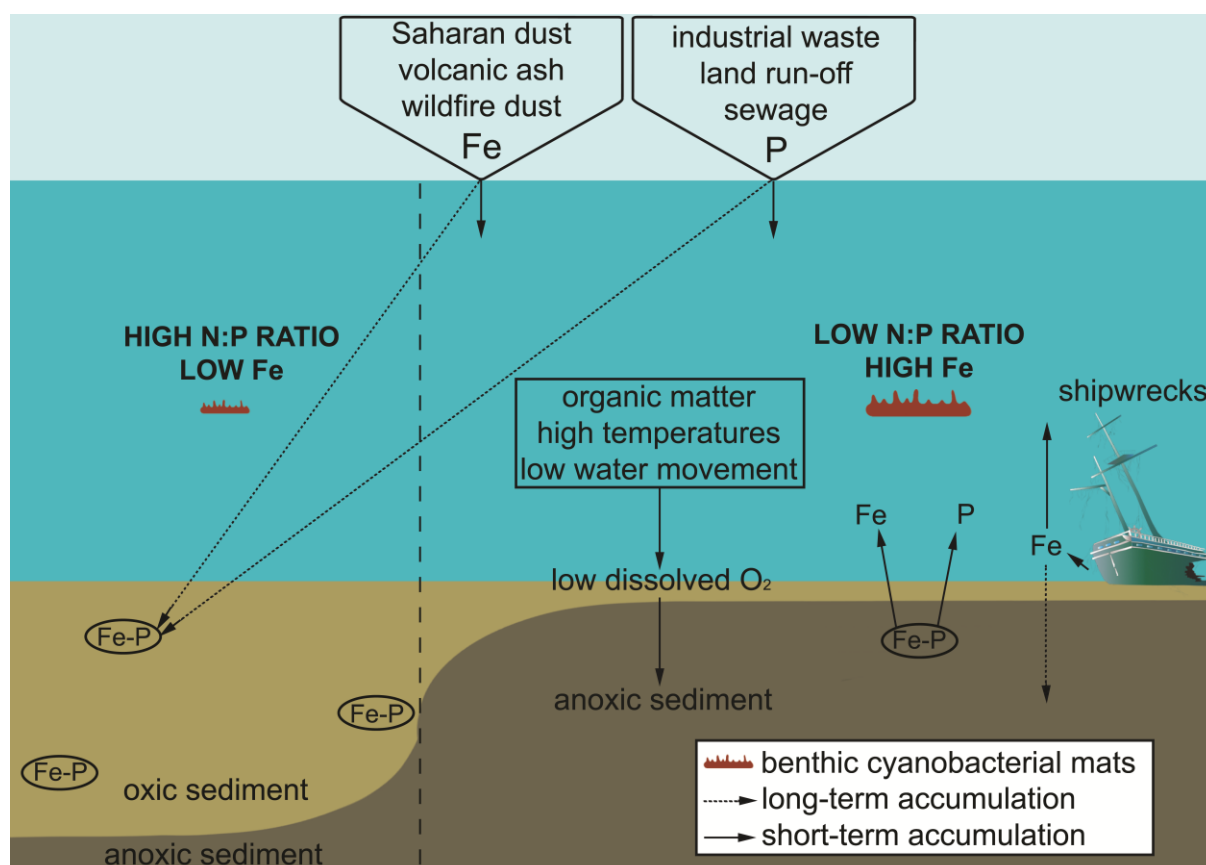 Saharan dust
volcanic ash
wildfire dust
Fe
industrial waste
land run-off
sewage
P
HIGH N:P RATIO
LOW Fe
LOW N:P RATIO
HIGH Fe
shipwrecks
organic matter
high temperatures
low water movement
Fe
P
Fe
low dissolved O₂
Fe-P
Fe-P
anoxic sediment
Fe-P
Fe-P
oxic sediment
anoxic sediment
benthic cyanobacterial mats
long-term accumulation
short-term accumulation